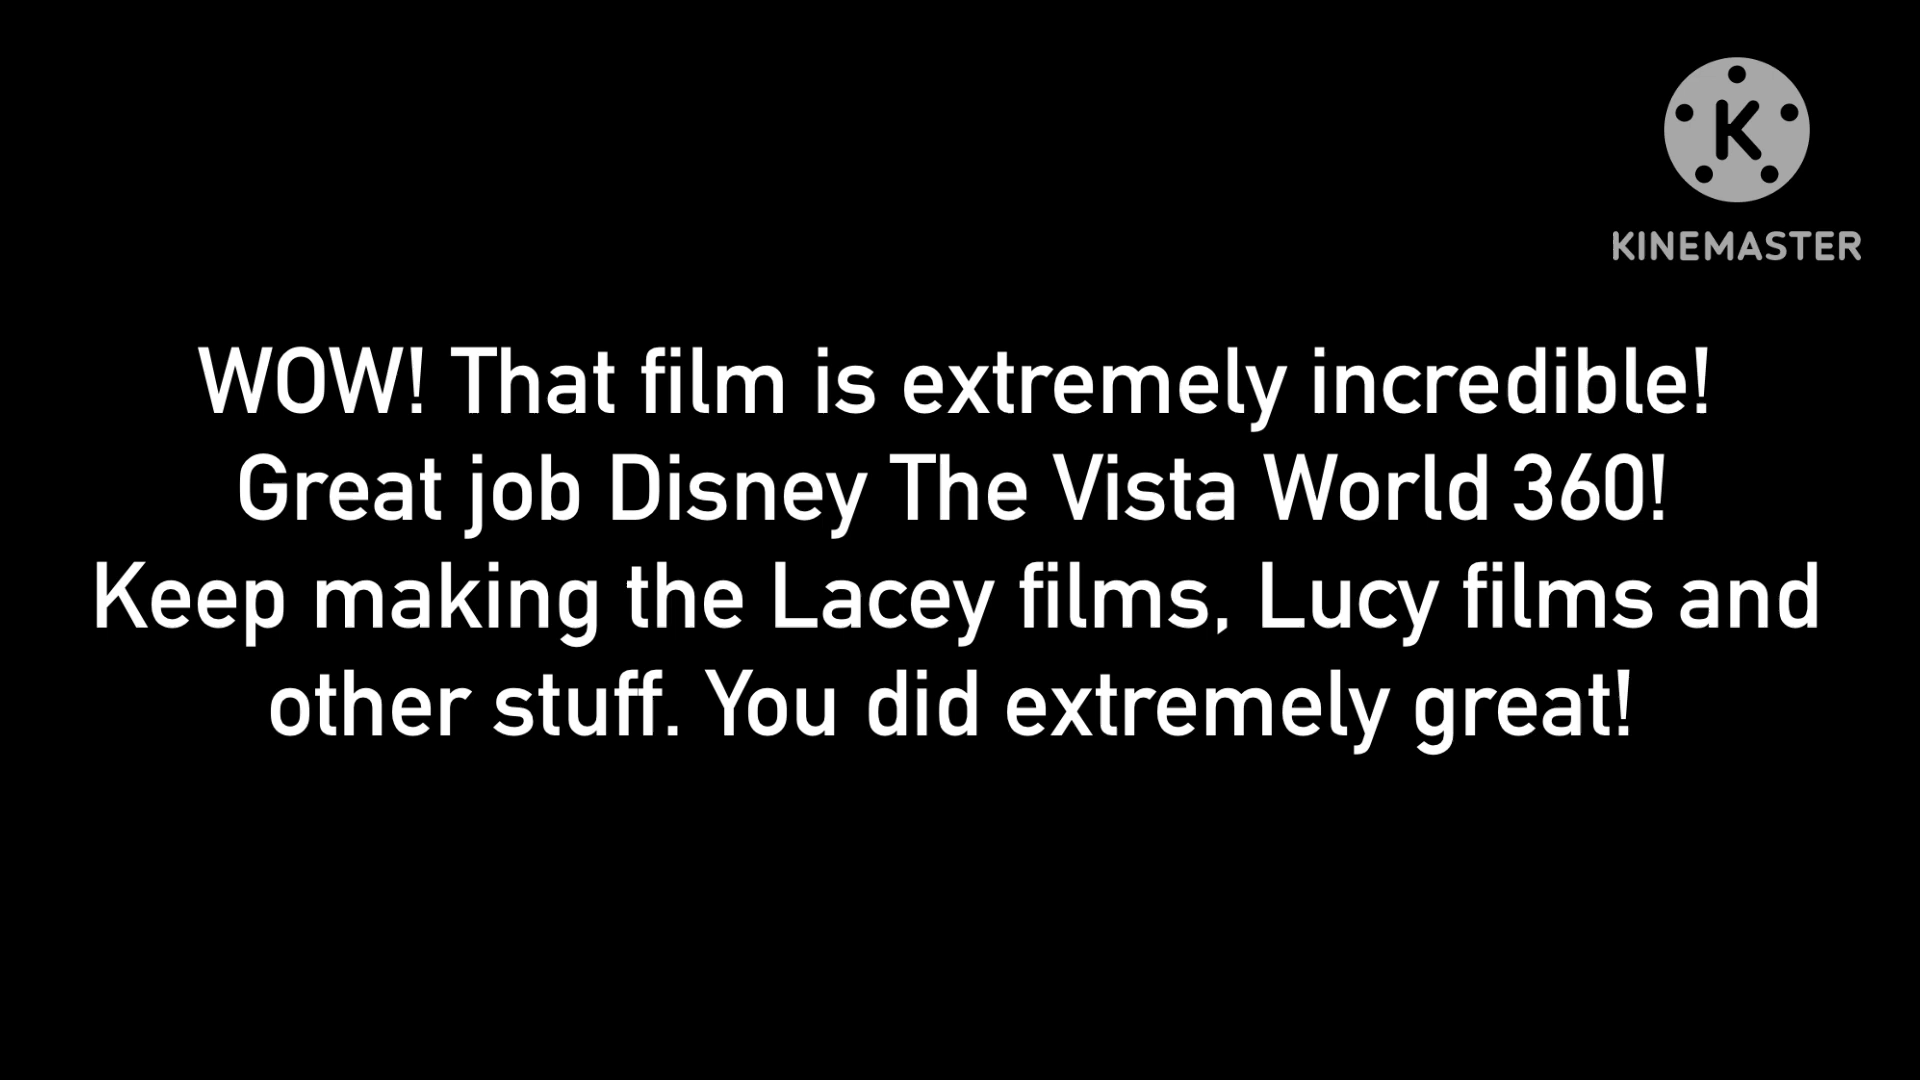 K
KINEMASTER
WOW! That film is extremely incredible!
Great job Disney The Vista World 360!
Keep making the Lacey films, Lucy films and
other stuff. You did extremely great!